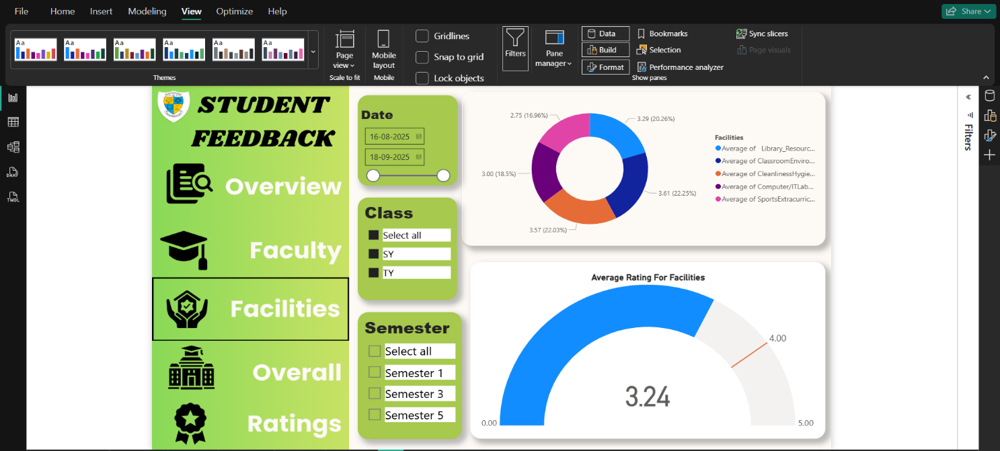 File Home Insert Modeling View Optimize Help
Share
Aa Aa Aa Aa Aa Aa
Themes
Page view
Scale to fit
Mobile layout
Mobile
Gridlines
Snap to grid
Lock objects
Filters
Pane manager
Data
Build
Format
Bookmarks
Selection
Performance analyzer
Sync slicers
Page visuals
Show panes
DAX
TMDL
STUDENT
FEEDBACK
Overview
Faculty
Facilities
Overall
Ratings
Date
16-08-2025
18-09-2025
Class
Select all
SY
TY
Semester
Select all
Semester 1
Semester 3
Semester 5
2.75 (16.96%)
3.29 (20.26%)
3.00 (18.5%)
3.61 (22.25%)
3.57 (22.03%)
Facilities
Average of Library_Resourc...
Average of ClassroomEnviro...
Average of CleanlinessHygie...
Average of Computer/ITLab...
Average of SportsExtracurric...
Average Rating For Facilities
4.00
3.24
0.00
5.00
«
Filters